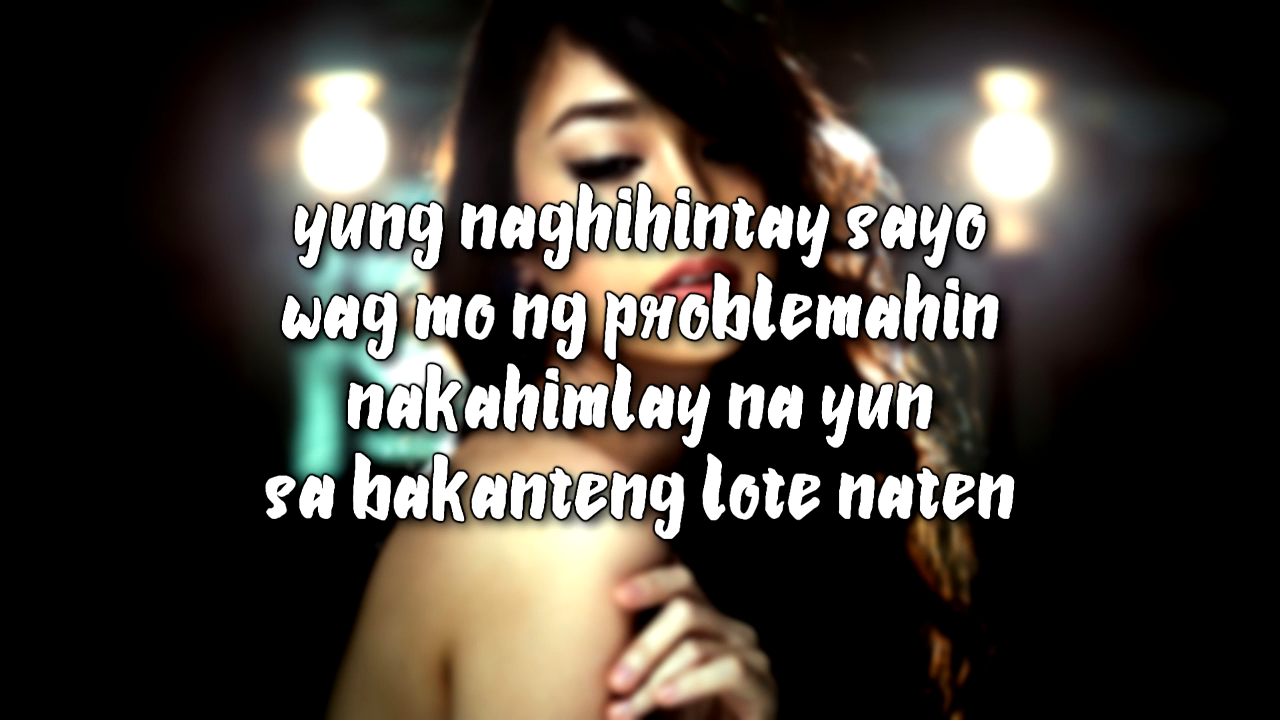 yung naghihintay sayo
wag mo ng problemahin
nakahimlay na yun
sa bakanteng lote naten